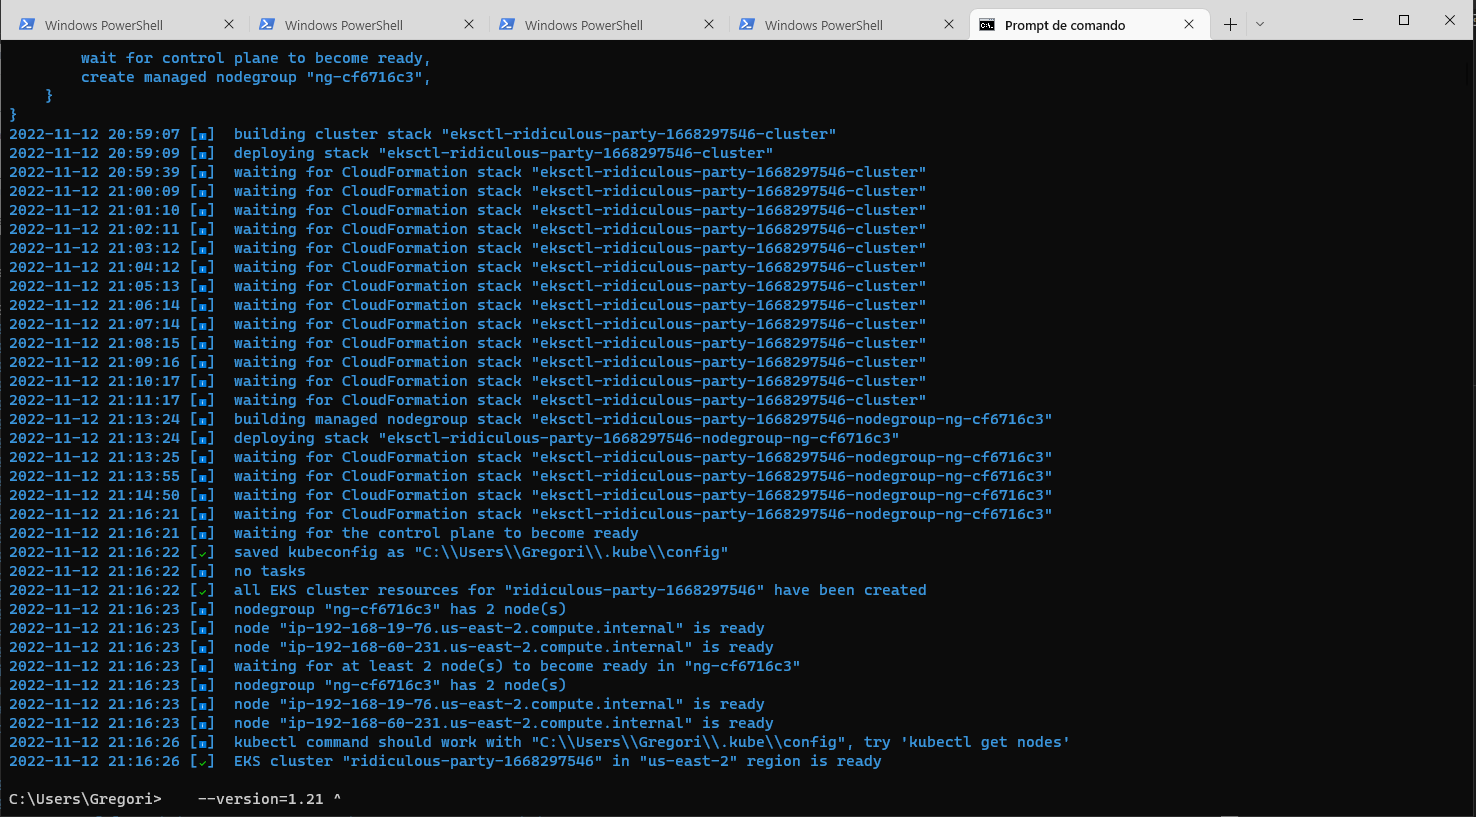 Windows PowerShell
Windows PowerShell
Windows PowerShell
Windows PowerShell
Prompt de comando
wait for control plane to become ready,
create managed nodegroup "ng-cf6716c3",
}
}
2022-11-12 20:59:07 [i] building cluster stack "eksctl-ridiculous-party-1668297546-cluster"
2022-11-12 20:59:09 [i] deploying stack "eksctl-ridiculous-party-1668297546-cluster"
2022-11-12 20:59:39 [i] waiting for CloudFormation stack "eksctl-ridiculous-party-1668297546-cluster"
2022-11-12 21:00:09 [i] waiting for CloudFormation stack "eksctl-ridiculous-party-1668297546-cluster"
2022-11-12 21:01:10 [i] waiting for CloudFormation stack "eksctl-ridiculous-party-1668297546-cluster"
2022-11-12 21:02:11 [i] waiting for CloudFormation stack "eksctl-ridiculous-party-1668297546-cluster"
2022-11-12 21:03:12 [i] waiting for CloudFormation stack "eksctl-ridiculous-party-1668297546-cluster"
2022-11-12 21:04:12 [i] waiting for CloudFormation stack "eksctl-ridiculous-party-1668297546-cluster"
2022-11-12 21:05:13 [i] waiting for CloudFormation stack "eksctl-ridiculous-party-1668297546-cluster"
2022-11-12 21:06:14 [i] waiting for CloudFormation stack "eksctl-ridiculous-party-1668297546-cluster"
2022-11-12 21:07:14 [i] waiting for CloudFormation stack "eksctl-ridiculous-party-1668297546-cluster"
2022-11-12 21:08:15 [i] waiting for CloudFormation stack "eksctl-ridiculous-party-1668297546-cluster"
2022-11-12 21:09:16 [i] waiting for CloudFormation stack "eksctl-ridiculous-party-1668297546-cluster"
2022-11-12 21:10:17 [i] waiting for CloudFormation stack "eksctl-ridiculous-party-1668297546-cluster"
2022-11-12 21:11:17 [i] waiting for CloudFormation stack "eksctl-ridiculous-party-1668297546-cluster"
2022-11-12 21:13:24 [i] building managed nodegroup stack "eksctl-ridiculous-party-1668297546-nodegroup-ng-cf6716c3"
2022-11-12 21:13:24 [i] deploying stack "eksctl-ridiculous-party-1668297546-nodegroup-ng-cf6716c3"
2022-11-12 21:13:25 [i] waiting for CloudFormation stack "eksctl-ridiculous-party-1668297546-nodegroup-ng-cf6716c3"
2022-11-12 21:13:55 [i] waiting for CloudFormation stack "eksctl-ridiculous-party-1668297546-nodegroup-ng-cf6716c3"
2022-11-12 21:14:50 [i] waiting for CloudFormation stack "eksctl-ridiculous-party-1668297546-nodegroup-ng-cf6716c3"
2022-11-12 21:16:21 [i] waiting for CloudFormation stack "eksctl-ridiculous-party-1668297546-nodegroup-ng-cf6716c3"
2022-11-12 21:16:21 [i] waiting for the control plane to become ready
2022-11-12 21:16:22 [✓] saved kubeconfig as "C:\\Users\\Gregori\\.kube\\config"
2022-11-12 21:16:22 [i] no tasks
2022-11-12 21:16:22 [✓] all EKS cluster resources for "ridiculous-party-1668297546" have been created
2022-11-12 21:16:23 [i] nodegroup "ng-cf6716c3" has 2 node(s)
2022-11-12 21:16:23 [i] node "ip-192-168-19-76.us-east-2.compute.internal" is ready
2022-11-12 21:16:23 [i] node "ip-192-168-60-231.us-east-2.compute.internal" is ready
2022-11-12 21:16:23 [i] waiting for at least 2 node(s) to become ready in "ng-cf6716c3"
2022-11-12 21:16:23 [i] nodegroup "ng-cf6716c3" has 2 node(s)
2022-11-12 21:16:23 [i] node "ip-192-168-19-76.us-east-2.compute.internal" is ready
2022-11-12 21:16:23 [i] node "ip-192-168-60-231.us-east-2.compute.internal" is ready
2022-11-12 21:16:26 [i] kubectl command should work with "C:\\Users\\Gregori\\.kube\\config", try 'kubectl get nodes'
2022-11-12 21:16:26 [✓] EKS cluster "ridiculous-party-1668297546" in "us-east-2" region is ready
C:\Users\Gregori> --version=1.21 ^